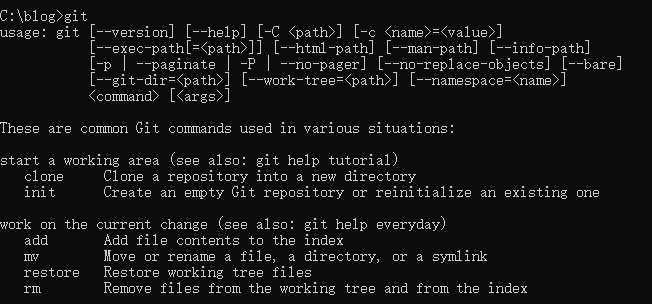 C:\blog>git
usage: git [--version] [--help] [-C <path>] [-c <name>=<value>]
           [--exec-path[=<path>]] [--html-path] [--man-path] [--info-path]
           [-p | --paginate | -P | --no-pager] [--no-replace-objects] [--bare]
           [--git-dir=<path>] [--work-tree=<path>] [--namespace=<name>]
           <command> [<args>]

These are common Git commands used in various situations:

start a working area (see also: git help tutorial)
   clone     Clone a repository into a new directory
   init      Create an empty Git repository or reinitialize an existing one

work on the current change (see also: git help everyday)
   add       Add file contents to the index
   mv        Move or rename a file, a directory, or a symlink
   restore   Restore working tree files
   rm        Remove files from the working tree and from the index